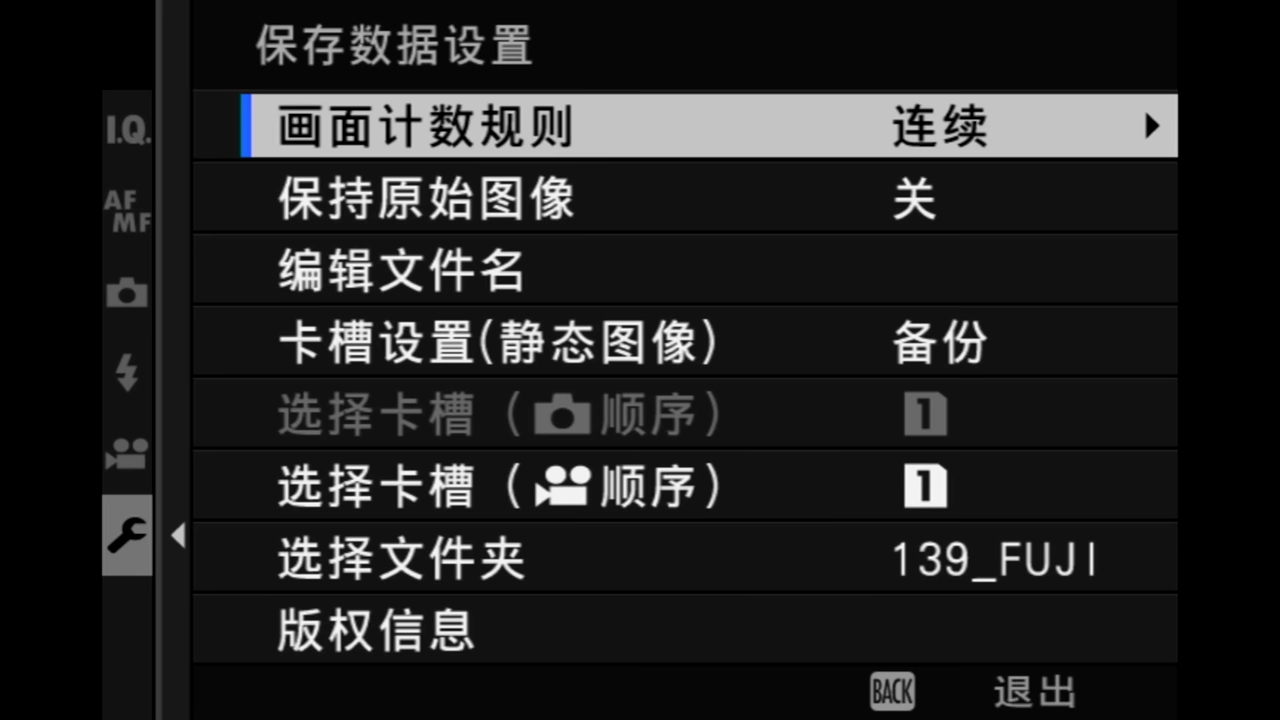 保存数据设置
I.Q.
AF
MF
画面计数规则 连续
保持原始图像 关
编辑文件名
卡槽设置(静态图像) 备份
选择卡槽（顺序） 1
选择卡槽（顺序） 1
选择文件夹 139_FUJI
版权信息
BACK 退出